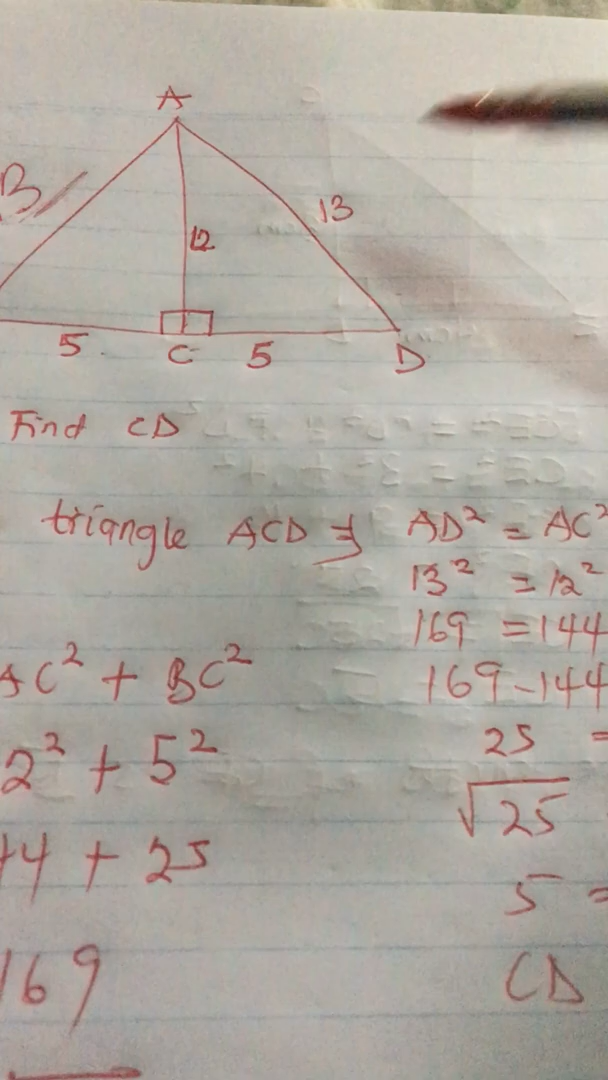 A
13
13
12
5
C
5
D
Find CD
triangle ACD ⇒ AD² = AC²
13² = 12²
169 = 144
AC² + BC²
169-144
2² + 5²
25 =
√25
44 + 25
5 =
169
CD